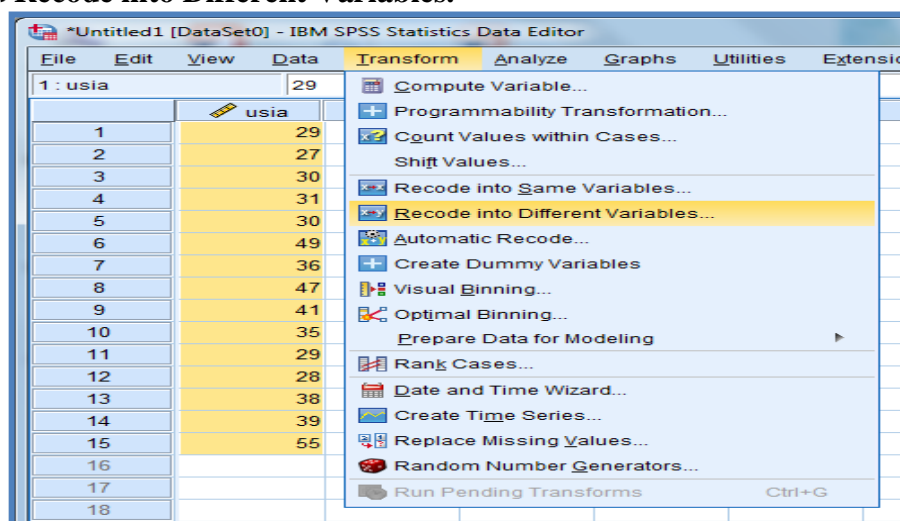 Recode into Different Variables.
*Untitled1 [DataSet0] - IBM SPSS Statistics Data Editor
File Edit View Data Transform Analyze Graphs Utilities Extensio
1 : usia 29
usia
1 29
2 27
3 30
4 31
5 30
6 49
7 36
8 47
9 41
10 35
11 29
12 28
13 38
14 39
15 55
16
17
18
Compute Variable...
Programmability Transformation...
Count Values within Cases...
Shift Values...
Recode into Same Variables...
Recode into Different Variables...
Automatic Recode...
Create Dummy Variables
Visual Binning...
Optimal Binning...
Prepare Data for Modeling
Rank Cases...
Date and Time Wizard...
Create Time Series...
Replace Missing Values...
Random Number Generators...
Run Pending Transforms Ctrl+G